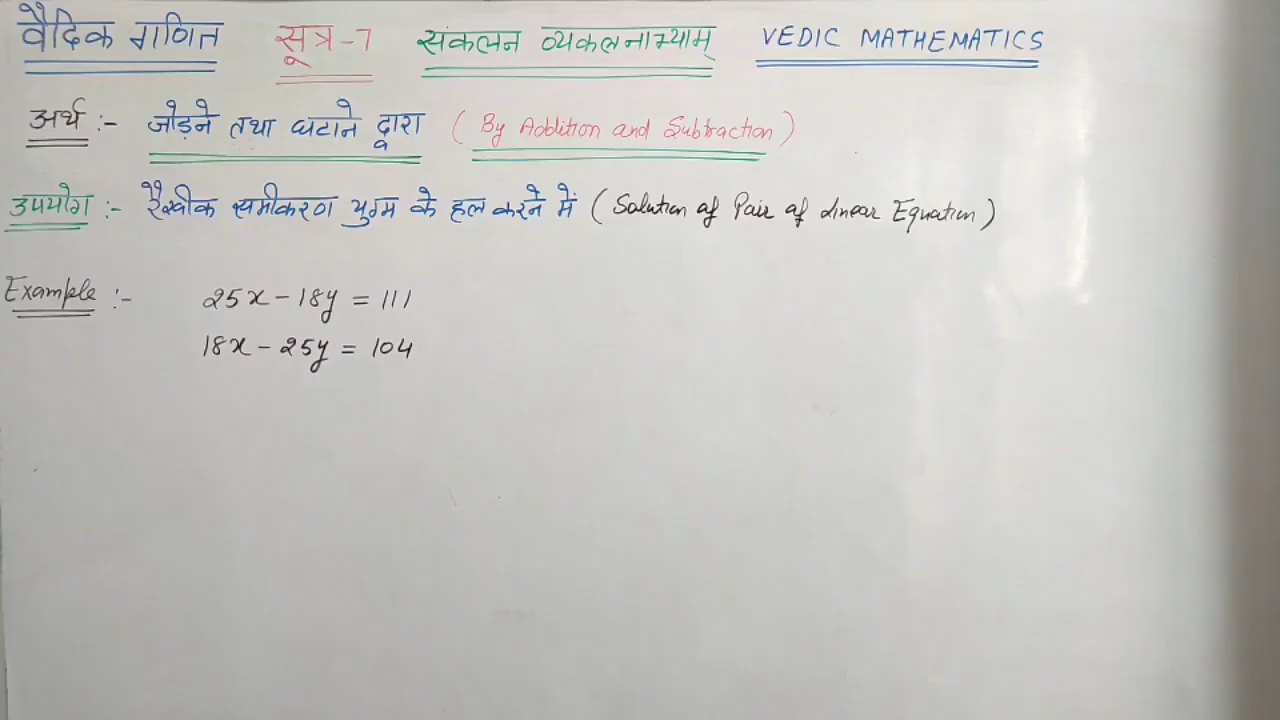 वैदिक गणित सूत्र-7 संकलन व्यकलनाभ्याम् VEDIC MATHEMATICS
अर्थ :- जोड़ने तथा घटाने द्वारा ( By Addition and Subtraction )
उपयोग :- रैखीक समीकरण युग्म के हल करने में ( Solution of Pair of Linear Equation )
Example :- 25x - 18y = 111
18x - 25y = 104